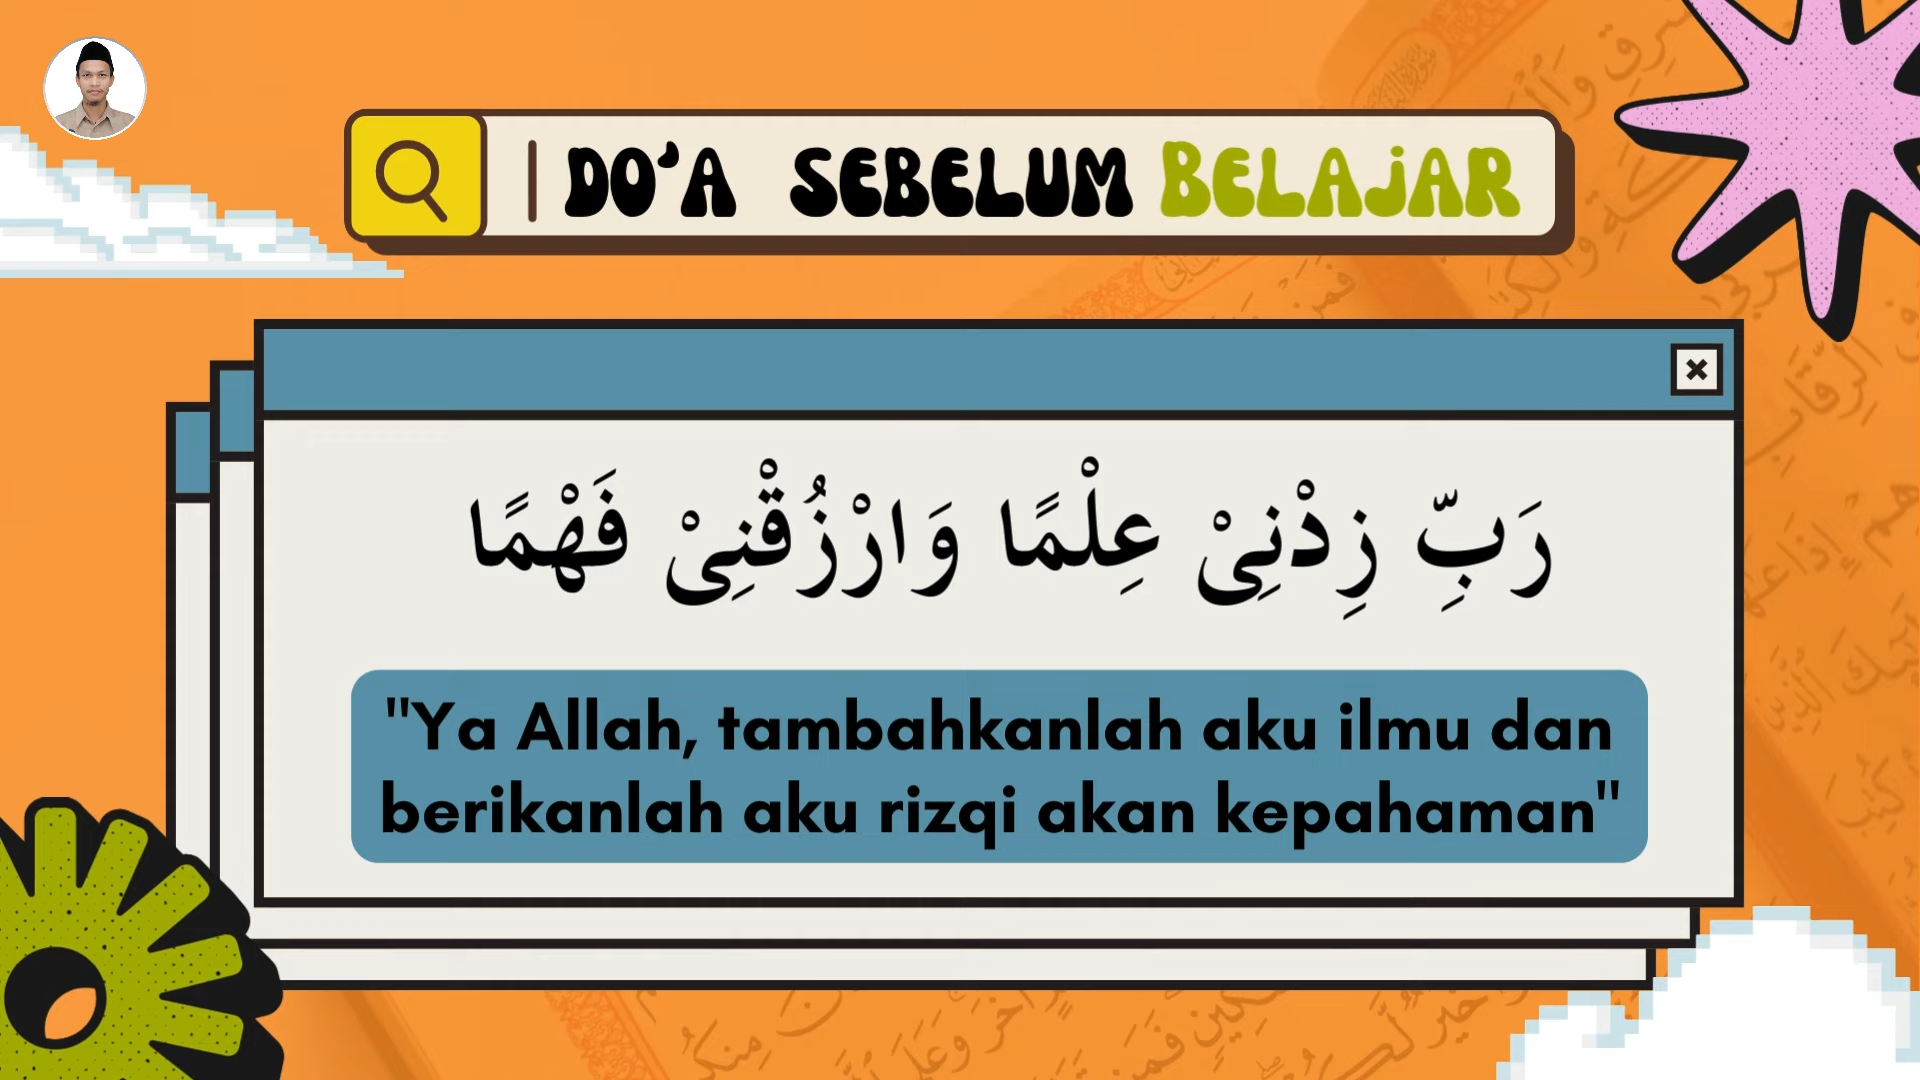 DO'A SEBELUM BELAJAR
رَبِّ زِدْنِيْ عِلْمًا وَارْزُقْنِيْ فَهْمًا
"Ya Allah, tambahkanlah aku ilmu dan
berikanlah aku rizqi akan kepahaman"